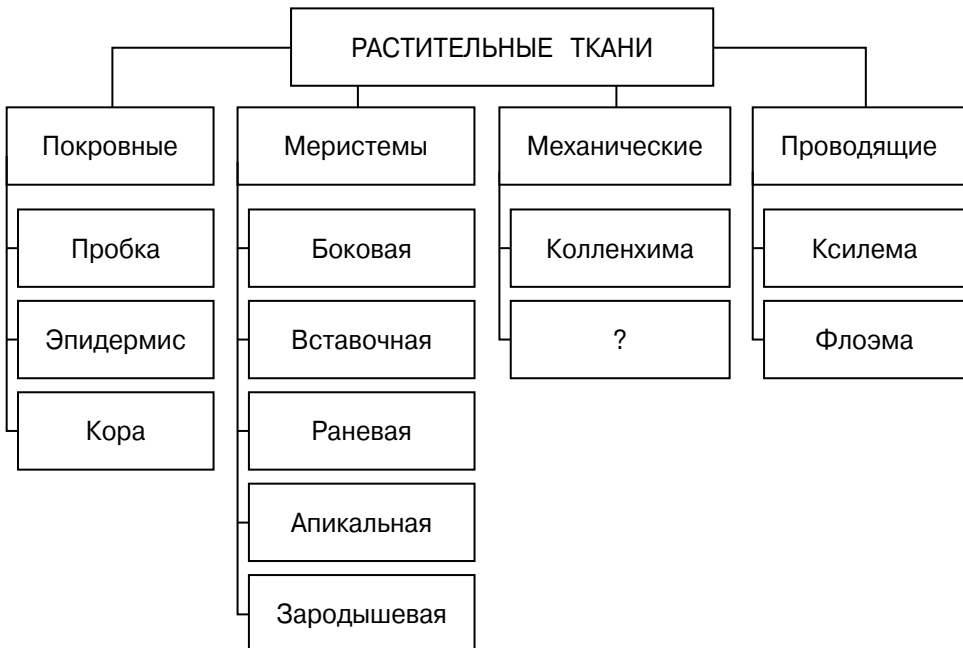 РАСТИТЕЛЬНЫЕ ТКАНИ
Покровные
Меристемы
Механические
Проводящие
Пробка
Боковая
Колленхима
Ксилема
Эпидермис
Вставочная
?
Флоэма
Кора
Раневая
Апикальная
Зародышевая